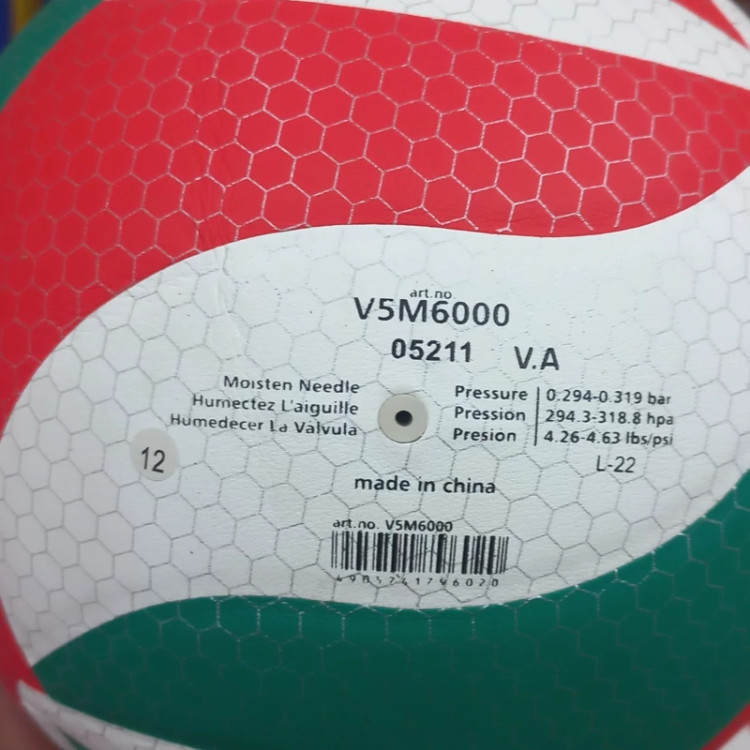 art.no
V5M6000
05211 V.A
Moisten Needle
Humectez L'aiguille
Humedecer La Válvula
Pressure 0.294-0.319 bar
Pression 294.3-318.8 hpa
Presion 4.26-4.63 lbs/psi
12
L-22
made in china
art.no. V5M6000